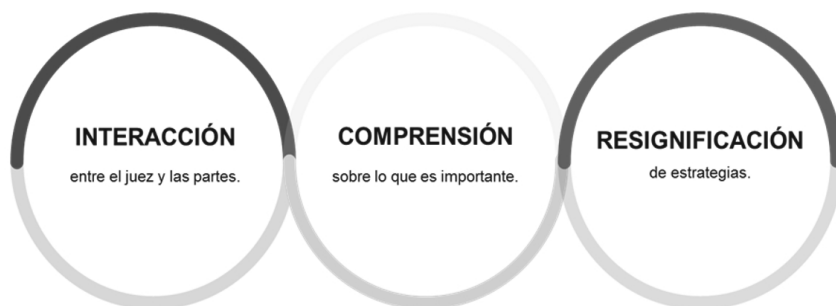 INTERACCIÓN
entre el juez y las partes.
COMPRENSIÓN
sobre lo que es importante.
RESIGNIFICACIÓN
de estrategias.